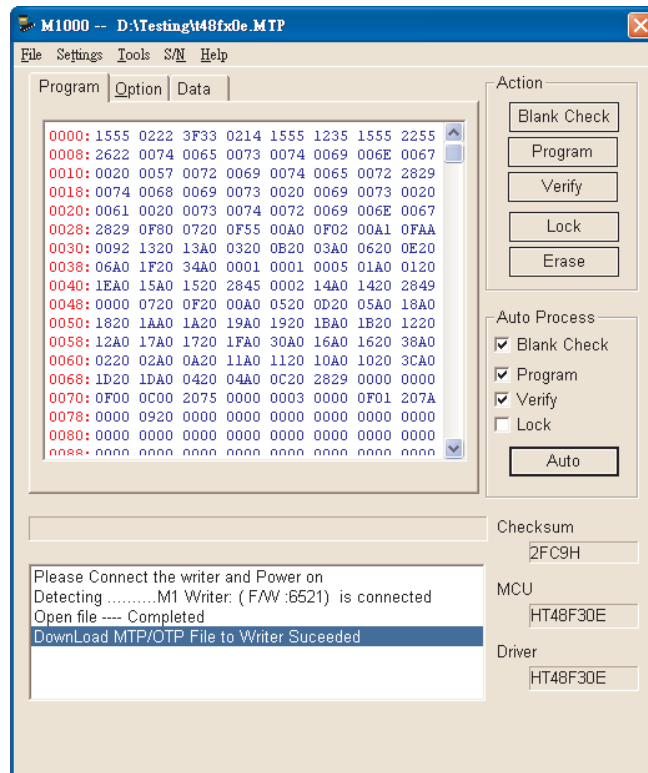 M1000 -- D:\Testing\t48fx0e.MTP
File Settings Tools S/N Help
Program Option Data
0000: 1555 0222 3F33 0214 1555 1235 1555 2255
0008: 2622 0074 0065 0073 0074 0069 006E 0067
0010: 0020 0057 0072 0069 0074 0065 0072 2829
0018: 0074 0068 0069 0073 0020 0069 0073 0020
0020: 0061 0020 0073 0074 0072 0069 006E 0067
0028: 2829 0F80 0720 0F55 00A0 0F02 00A1 0FAA
0030: 0092 1320 13A0 0320 0B20 03A0 0620 0E20
0038: 06A0 1F20 34A0 0001 0001 0005 01A0 0120
0040: 1EA0 15A0 1520 2845 0002 14A0 1420 2849
0048: 0000 0720 0F20 00A0 0520 0D20 05A0 18A0
0050: 1820 1AA0 1A20 19A0 1920 1BA0 1B20 1220
0058: 12A0 17A0 1720 1FA0 30A0 16A0 1620 38A0
0060: 0220 02A0 0A20 11A0 1120 10A0 1020 3CA0
0068: 1D20 1DA0 0420 04A0 0C20 2829 0000 0000
0070: 0F00 0C00 2075 0000 0003 0000 0F01 207A
0078: 0000 0920 0000 0000 0000 0000 0000 0000
0080: 0000 0000 0000 0000 0000 0000 0000 0000
0088: 0000 0000 0000 0000 0000 0000 0000 0000
Action
Blank Check
Program
Verify
Lock
Erase
Auto Process
Blank Check
Program
Verify
Lock
Auto
Please Connect the writer and Power on
Detecting ..........M1 Writer: ( F/W :6521) is connected
Open file ---- Completed
DownLoad MTP/OTP File to Writer Suceeded
Checksum
2FC9H
MCU
HT48F30E
Driver
HT48F30E